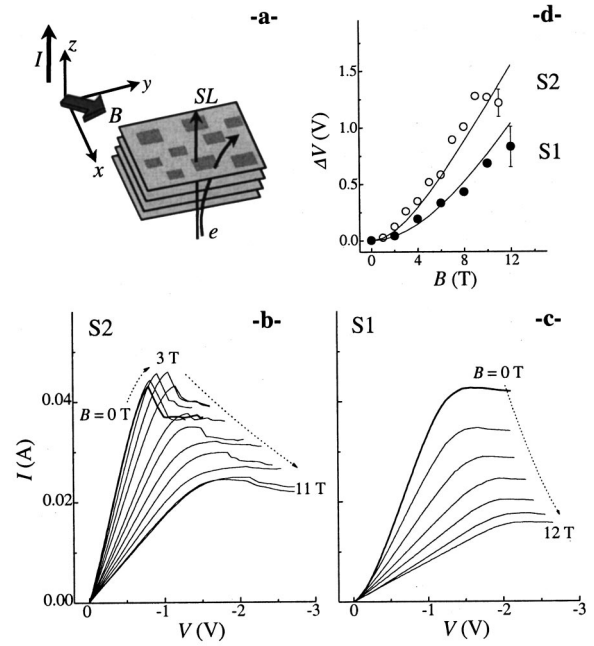 -a-
I
z
y
B
x
SL
e
-d-
1.5
1.0
0.5
0.0
ΔV (V)
S2
S1
0 4 8 12
B (T)
S2
-b-
3 T
B = 0 T
11 T
0.04
0.02
0.00
I (A)
0 -1 -2 -3
V (V)
S1
-c-
B = 0 T
12 T
0 -1 -2 -3
V (V)